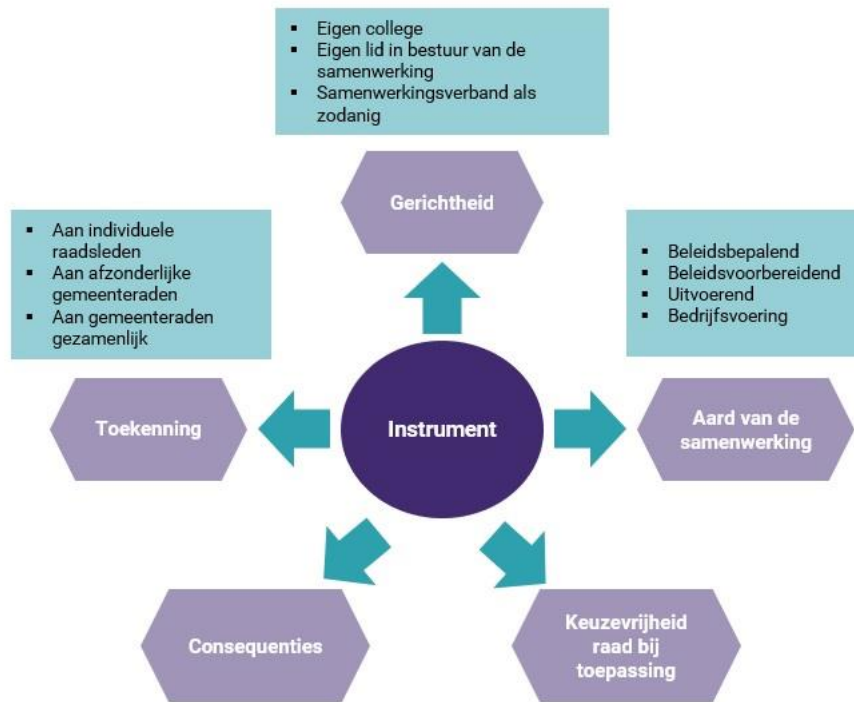 ▪ Eigen college
▪ Eigen lid in bestuur van de
samenwerking
▪ Samenwerkingsverband als
zodanig
Gerichtheid
▪ Aan individuele
raadsleden
▪ Aan afzonderlijke
gemeenteraden
▪ Aan gemeenteraden
gezamenlijk
▪ Beleidsbepalend
▪ Beleidsvoorbereidend
▪ Uitvoerend
▪ Bedrijfsvoering
Toekenning
Instrument
Aard van de
samenwerking
Consequenties
Keuzevrijheid
raad bij
toepassing